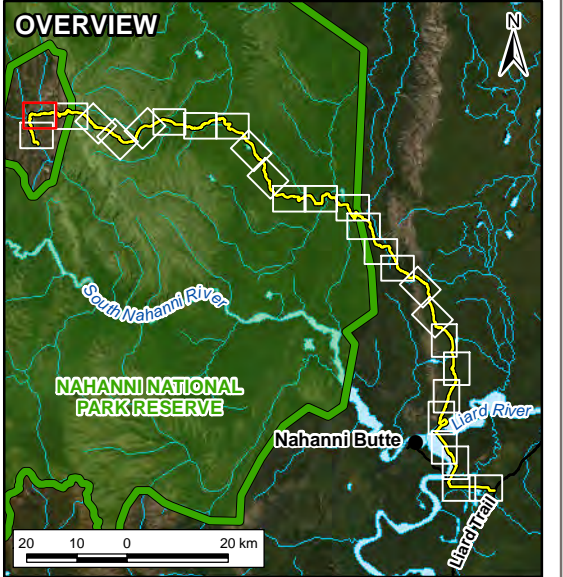 OVERVIEW
N
South Nahanni River
NAHANNI NATIONAL
PARK RESERVE
Nahanni Butte
Liard River
Liard Trail
20 10 0 20 km